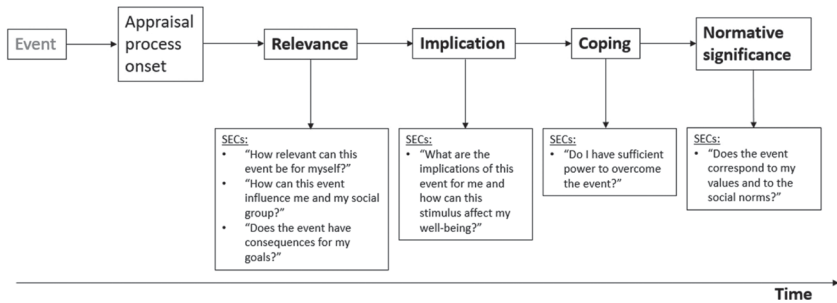 Event
Appraisal
process
onset
Relevance
Implication
Coping
Normative
significance
SECs:
• “How relevant can this
event be for myself?”
• “How can this event
influence me and my social
group?”
• “Does the event have
consequences for my
goals?”
SECs:
• “What are the
implications of this
event for me and
how can this
stimulus affect my
well-being?”
SECs:
• “Do I have sufficient
power to overcome
the event?”
SECs:
• “Does the event
correspond to my
values and to the
social norms?”
Time